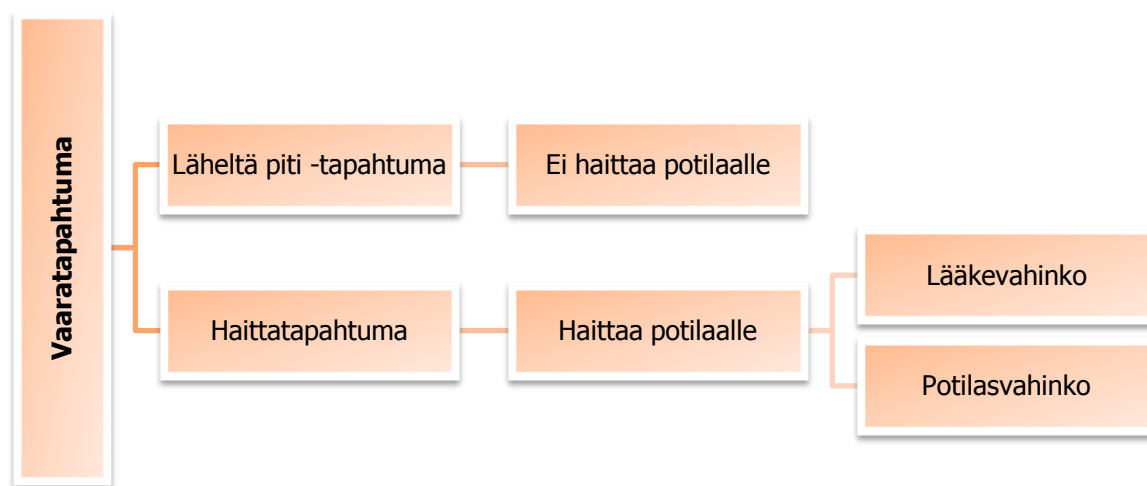 Vaaratapahtuma
Läheltä piti -tapahtuma
Ei haittaa potilaalle
Haittatapahtuma
Haittaa potilaalle
Lääkevahinko
Potilasvahinko